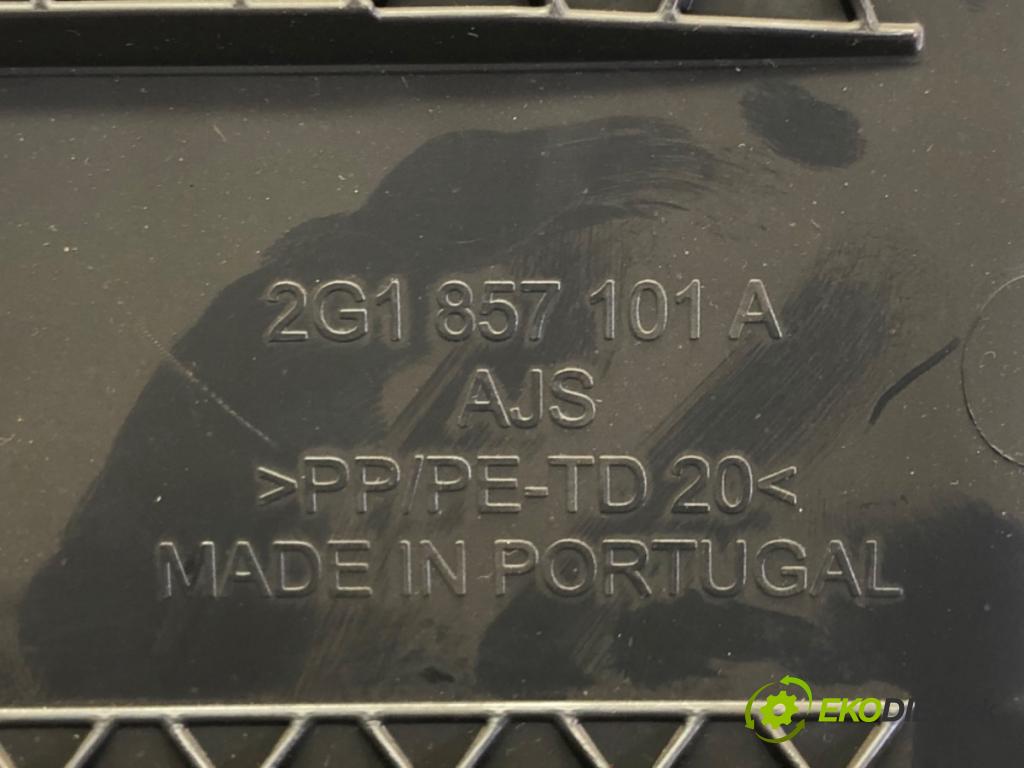 2G1 857 101 A
AJS
>PP/PE-TD 20<
MADE IN PORTUGAL